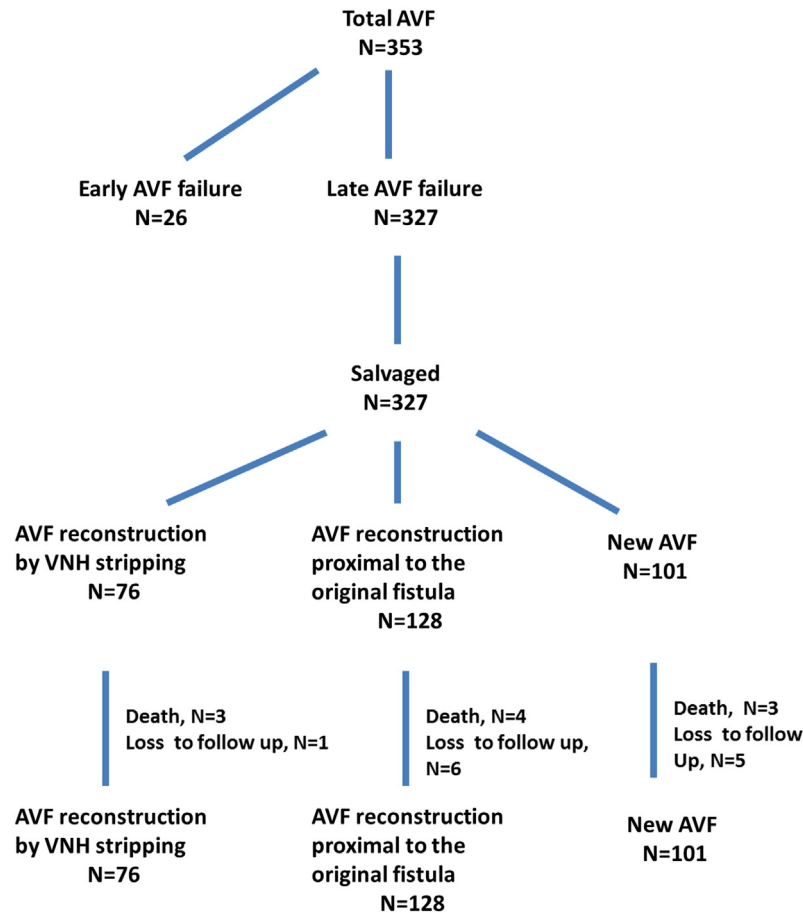 Total AVF
N=353
Early AVF failure
N=26
Late AVF failure
N=327
Salvaged
N=327
AVF reconstruction
by VNH stripping
N=76
AVF reconstruction
proximal to the
original fistula
N=128
New AVF
N=101
Death, N=3
Loss to follow up, N=1
Death, N=4
Loss to follow up,
N=6
Death, N=3
Loss to follow
Up, N=5
AVF reconstruction
by VNH stripping
N=76
AVF reconstruction
proximal to the
original fistula
N=128
New AVF
N=101